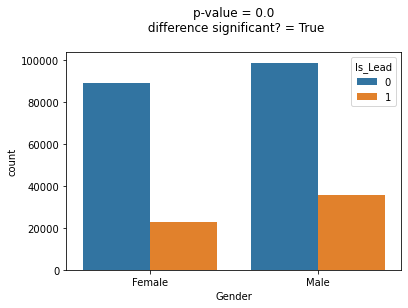 p-value = 0.0
difference significant? = True
Is_Lead
0
1
100000
80000
60000
40000
20000
0
count
Female
Male
Gender